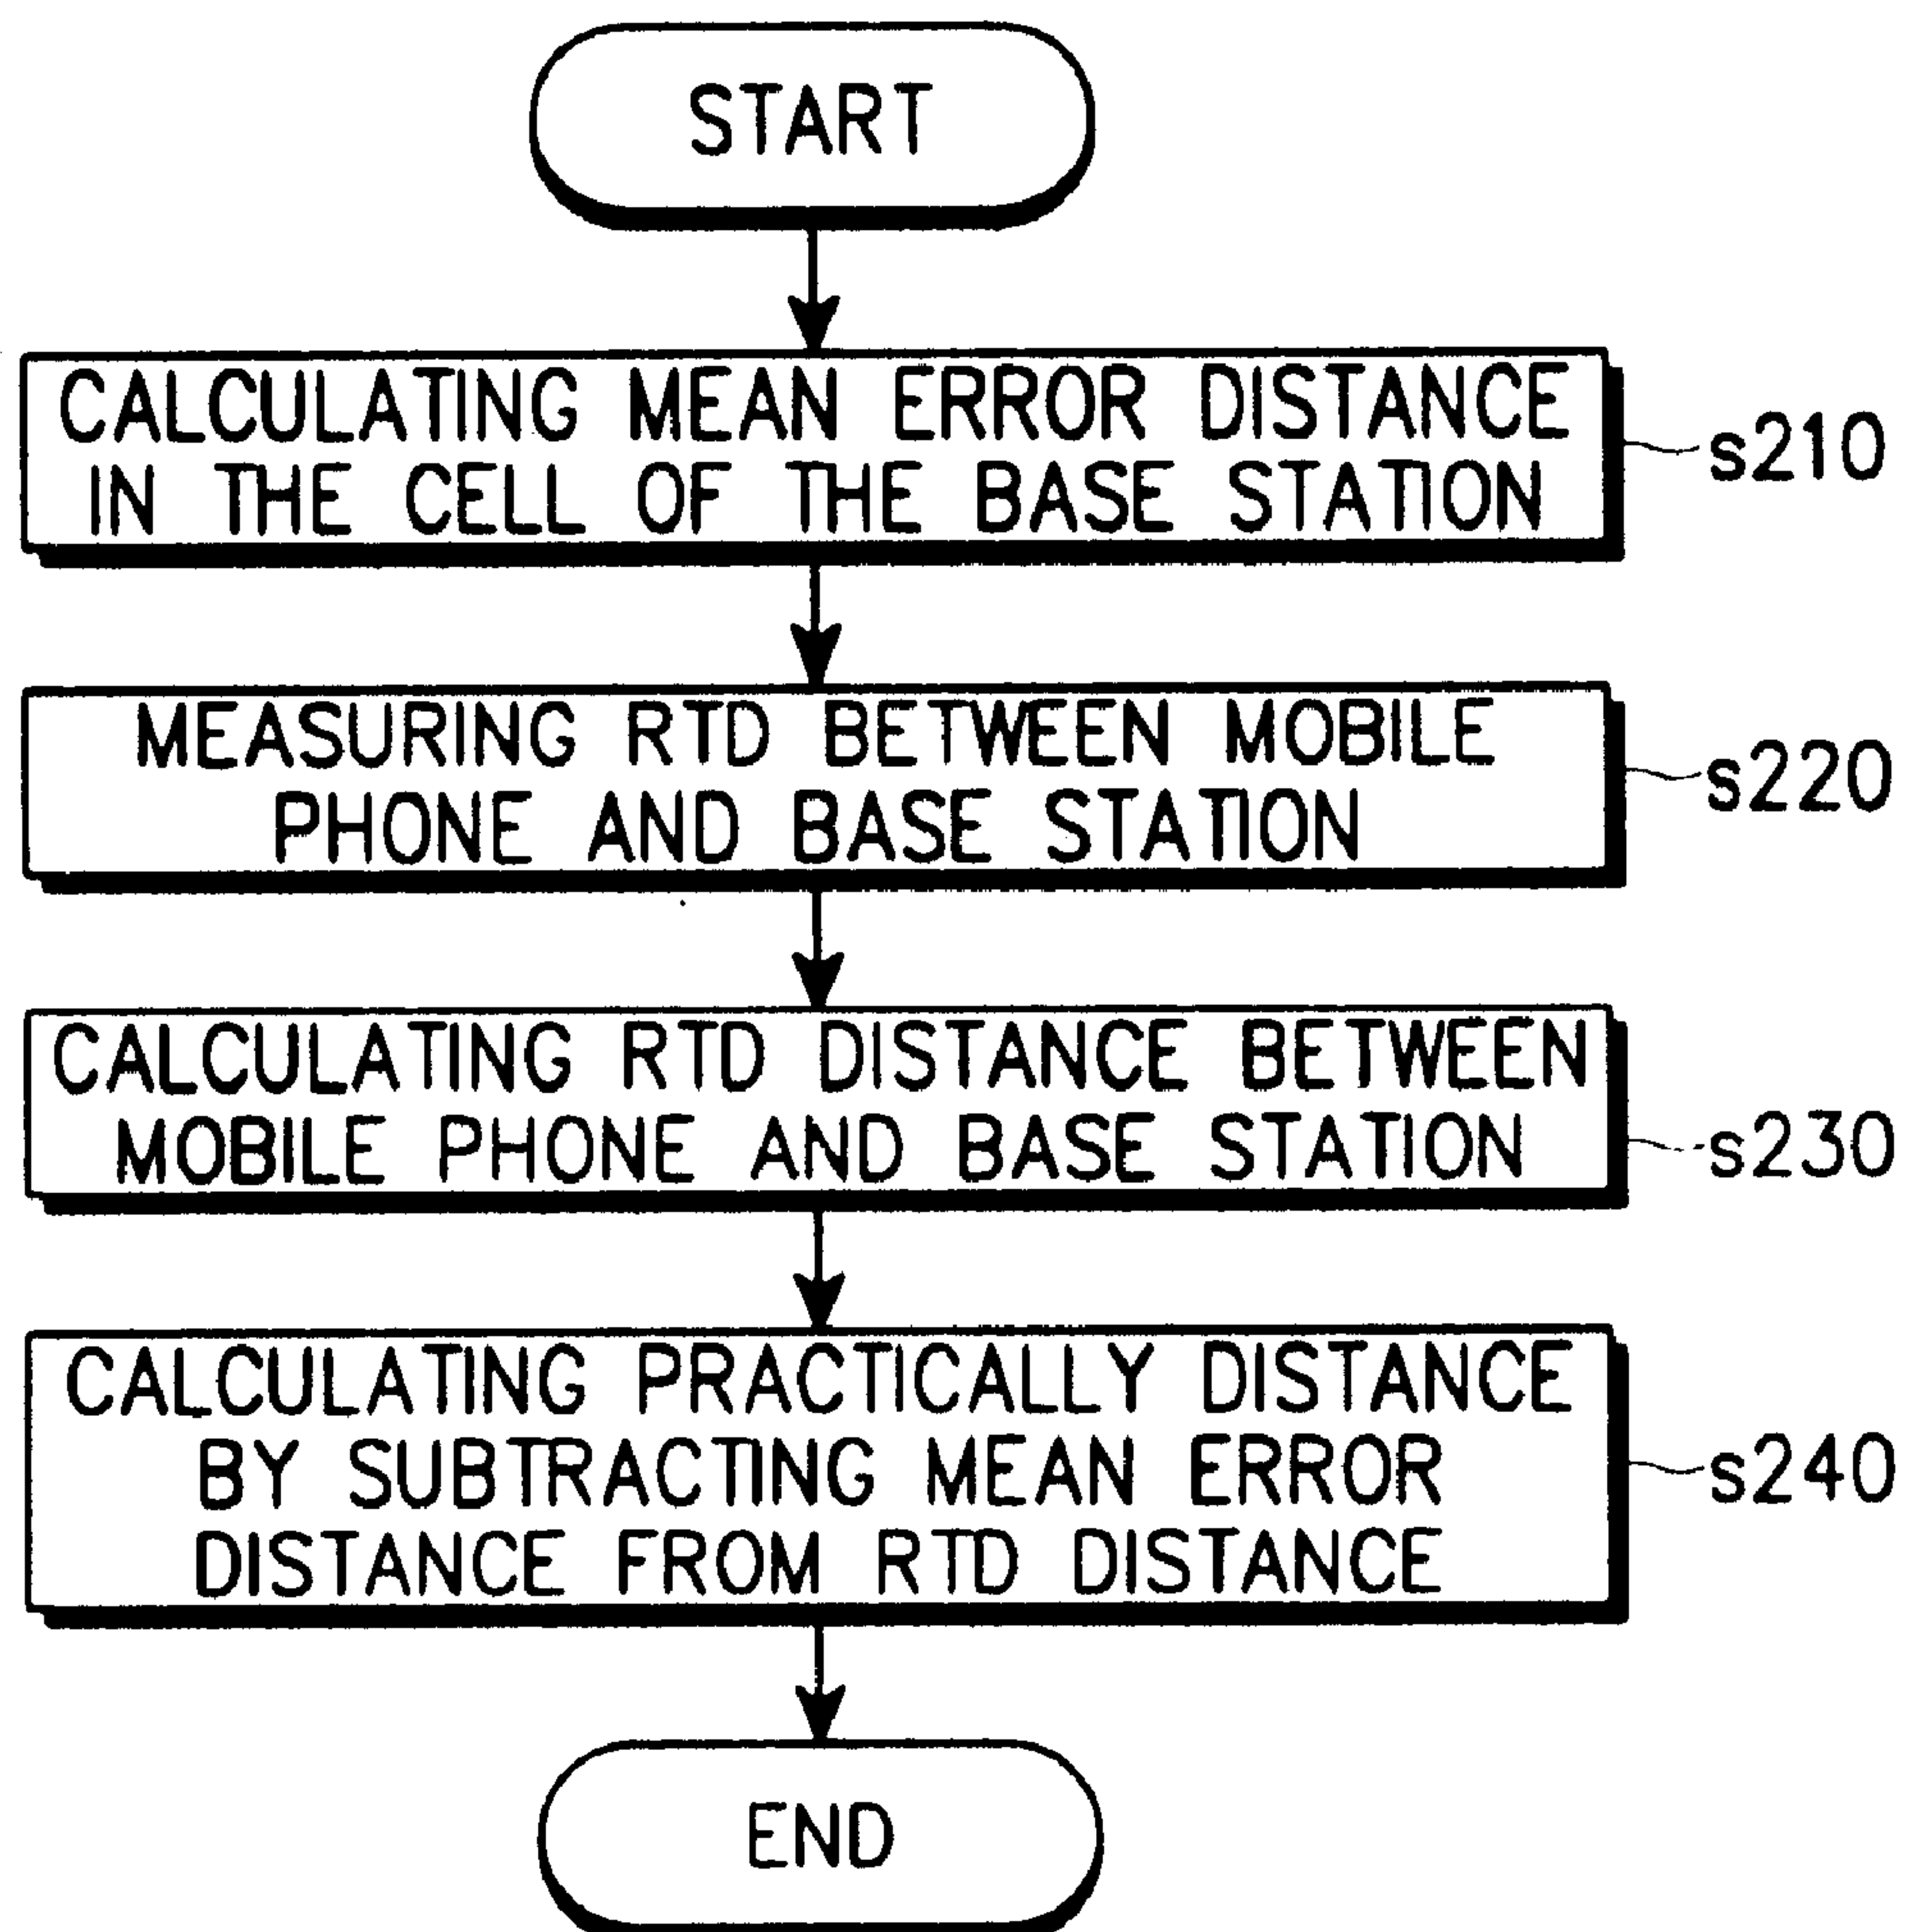 START
CALCULATING MEAN ERROR DISTANCE
IN THE CELL OF THE BASE STATION
s210
MEASURING RTD BETWEEN MOBILE
PHONE AND BASE STATION
s220
CALCULATING RTD DISTANCE BETWEEN
MOBILE PHONE AND BASE STATION
s230
CALCULATING PRACTICALLY DISTANCE
BY SUBTRACTING MEAN ERROR
DISTANCE FROM RTD DISTANCE
s240
END